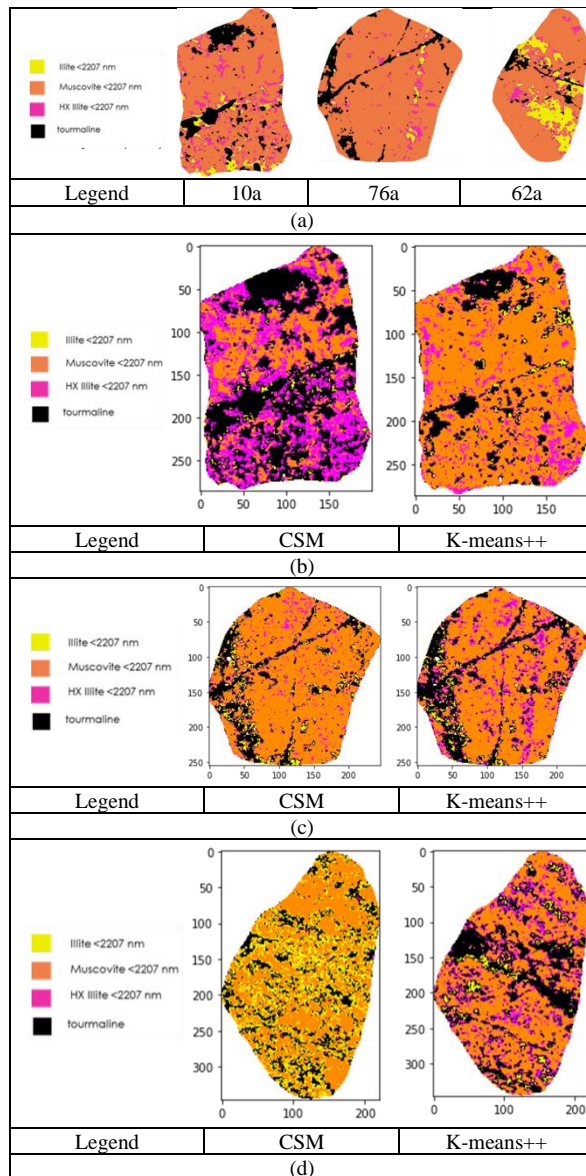 Illite <2207 nm
Muscovite <2207 nm
HX Illite <2207 nm
tourmaline
Legend 10a 76a 62a
(a)
0
50
100
150
200
250
0 50 100 150
0
50
100
150
200
250
0 50 100 150
Illite <2207 nm
Muscovite <2207 nm
HX Illite <2207 nm
tourmaline
Legend CSM K-means++
(b)
0
50
100
150
200
250
0 50 100 150 200
0
50
100
150
200
250
0 50 100 150 200
Illite <2207 nm
Muscovite <2207 nm
HX Illite <2207 nm
tourmaline
Legend CSM K-means++
(c)
0
50
100
150
200
250
300
0 100 200
0
50
100
150
200
250
300
0 100 200
Illite <2207 nm
Muscovite <2207 nm
HX Illite <2207 nm
tourmaline
Legend CSM K-means++
(d)